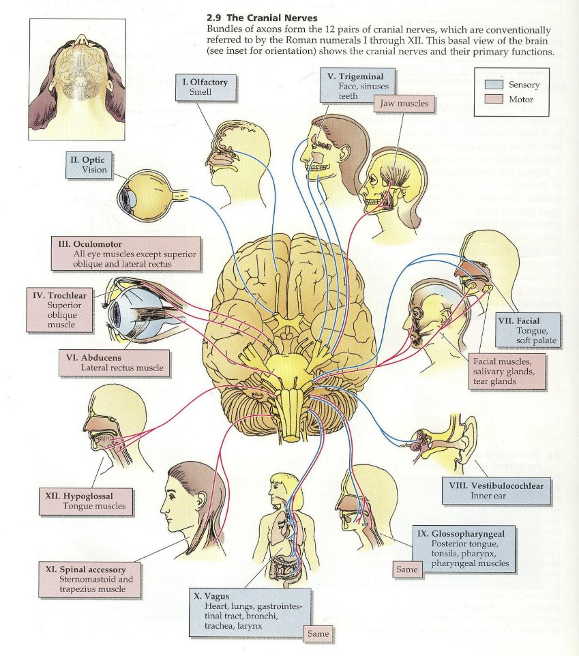 2.9 The Cranial Nerves
Bundles of axons form the 12 pairs of cranial nerves, which are conventionally
referred to by the Roman numerals I through XII. This basal view of the brain
(see inset for orientation) shows the cranial nerves and their primary functions.
I. Olfactory
Smell
V. Trigeminal
Face, sinuses
teeth
Jaw muscles
Sensory
Motor
II. Optic
Vision
III. Oculomotor
All eye muscles except superior
oblique and lateral rectus
IV. Trochlear
Superior
oblique
muscle
VI. Abducens
Lateral rectus muscle
VII. Facial
Tongue,
soft palate
Facial muscles,
salivary glands,
tear glands
VIII. Vestibulocochlear
Inner ear
XII. Hypoglossal
Tongue muscles
IX. Glossopharyngeal
Posterior tongue,
tonsils, pharynx,
pharyngeal muscles
Same
XI. Spinal accessory
Sternomastoid and
trapezius muscle
X. Vagus
Heart, lungs, gastrointes-
tinal tract, bronchi,
trachea, larynx
Same